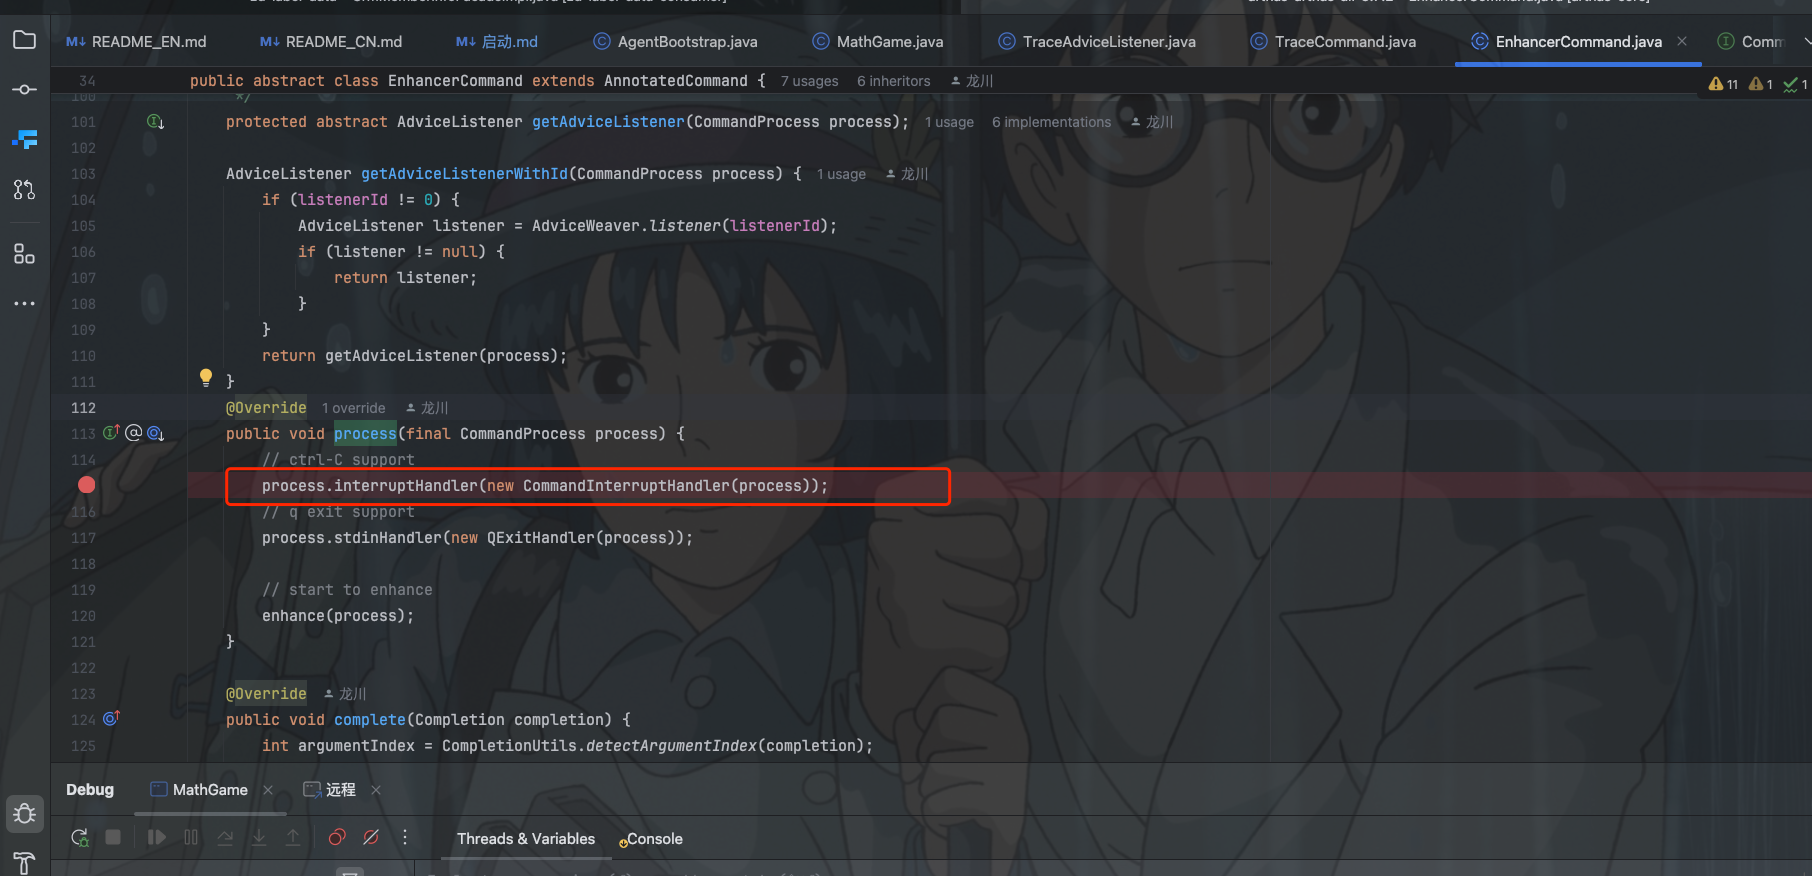 README_EN.md README_CN.md 启动.md AgentBootstrap.java MathGame.java TraceAdviceListener.java TraceCommand.java EnhancerCommand.java Comm
34 public abstract class EnhancerCommand extends AnnotatedCommand { 7 usages 6 inheritors 龙川 11 1 1
100 */
101 protected abstract AdviceListener getAdviceListener(CommandProcess process); 1 usage 6 implementations 龙川
102
103 AdviceListener getAdviceListenerWithId(CommandProcess process) { 1 usage 龙川
104 if (listenerId != 0) {
105 AdviceListener listener = AdviceWeaver.listener(listenerId);
106 if (listener != null) {
107 return listener;
108 }
109 }
110 return getAdviceListener(process);
111 }
112 @Override 1 override 龙川
113 public void process(final CommandProcess process) {
114 // ctrl-C support
process.interruptHandler(new CommandInterruptHandler(process));
116 // q exit support
117 process.stdinHandler(new QExitHandler(process));
118
119 // start to enhance
120 enhance(process);
121 }
122
123 @Override 龙川
124 public void complete(Completion completion) {
125 int argumentIndex = CompletionUtils.detectArgumentIndex(completion);
Debug MathGame 远程
Threads & Variables Console